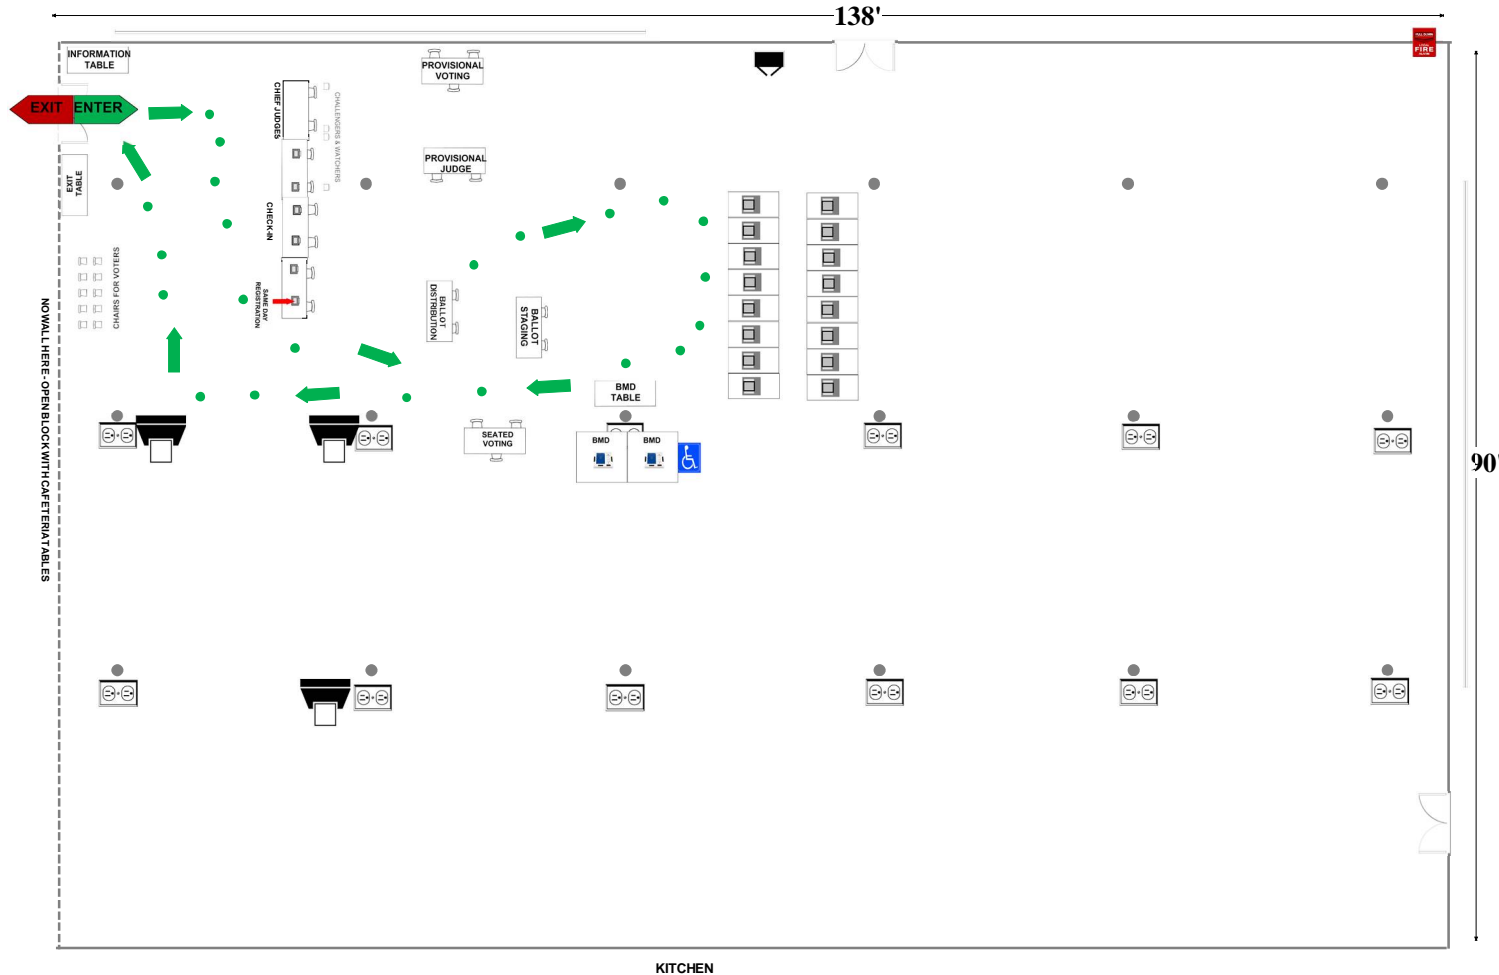 138'
INFORMATION
TABLE
PROVISIONAL
VOTING
FIRE
EXIT
ENTER
CHIEF JUDGES
CHALLENGERS & WATCHERS
PROVISIONAL
JUDGE
EXIT
TABLE
CHECK-IN
CHAIRS FOR VOTERS
SAME DAY
REGISTRATION
BALLOT
DISTRIBUTION
BALLOT
STAGING
NO WALL HERE - OPEN BLOCK WITH CAFETERIA TABLES
BMD
TABLE
SEATED
VOTING
BMD
BMD
90'
KITCHEN